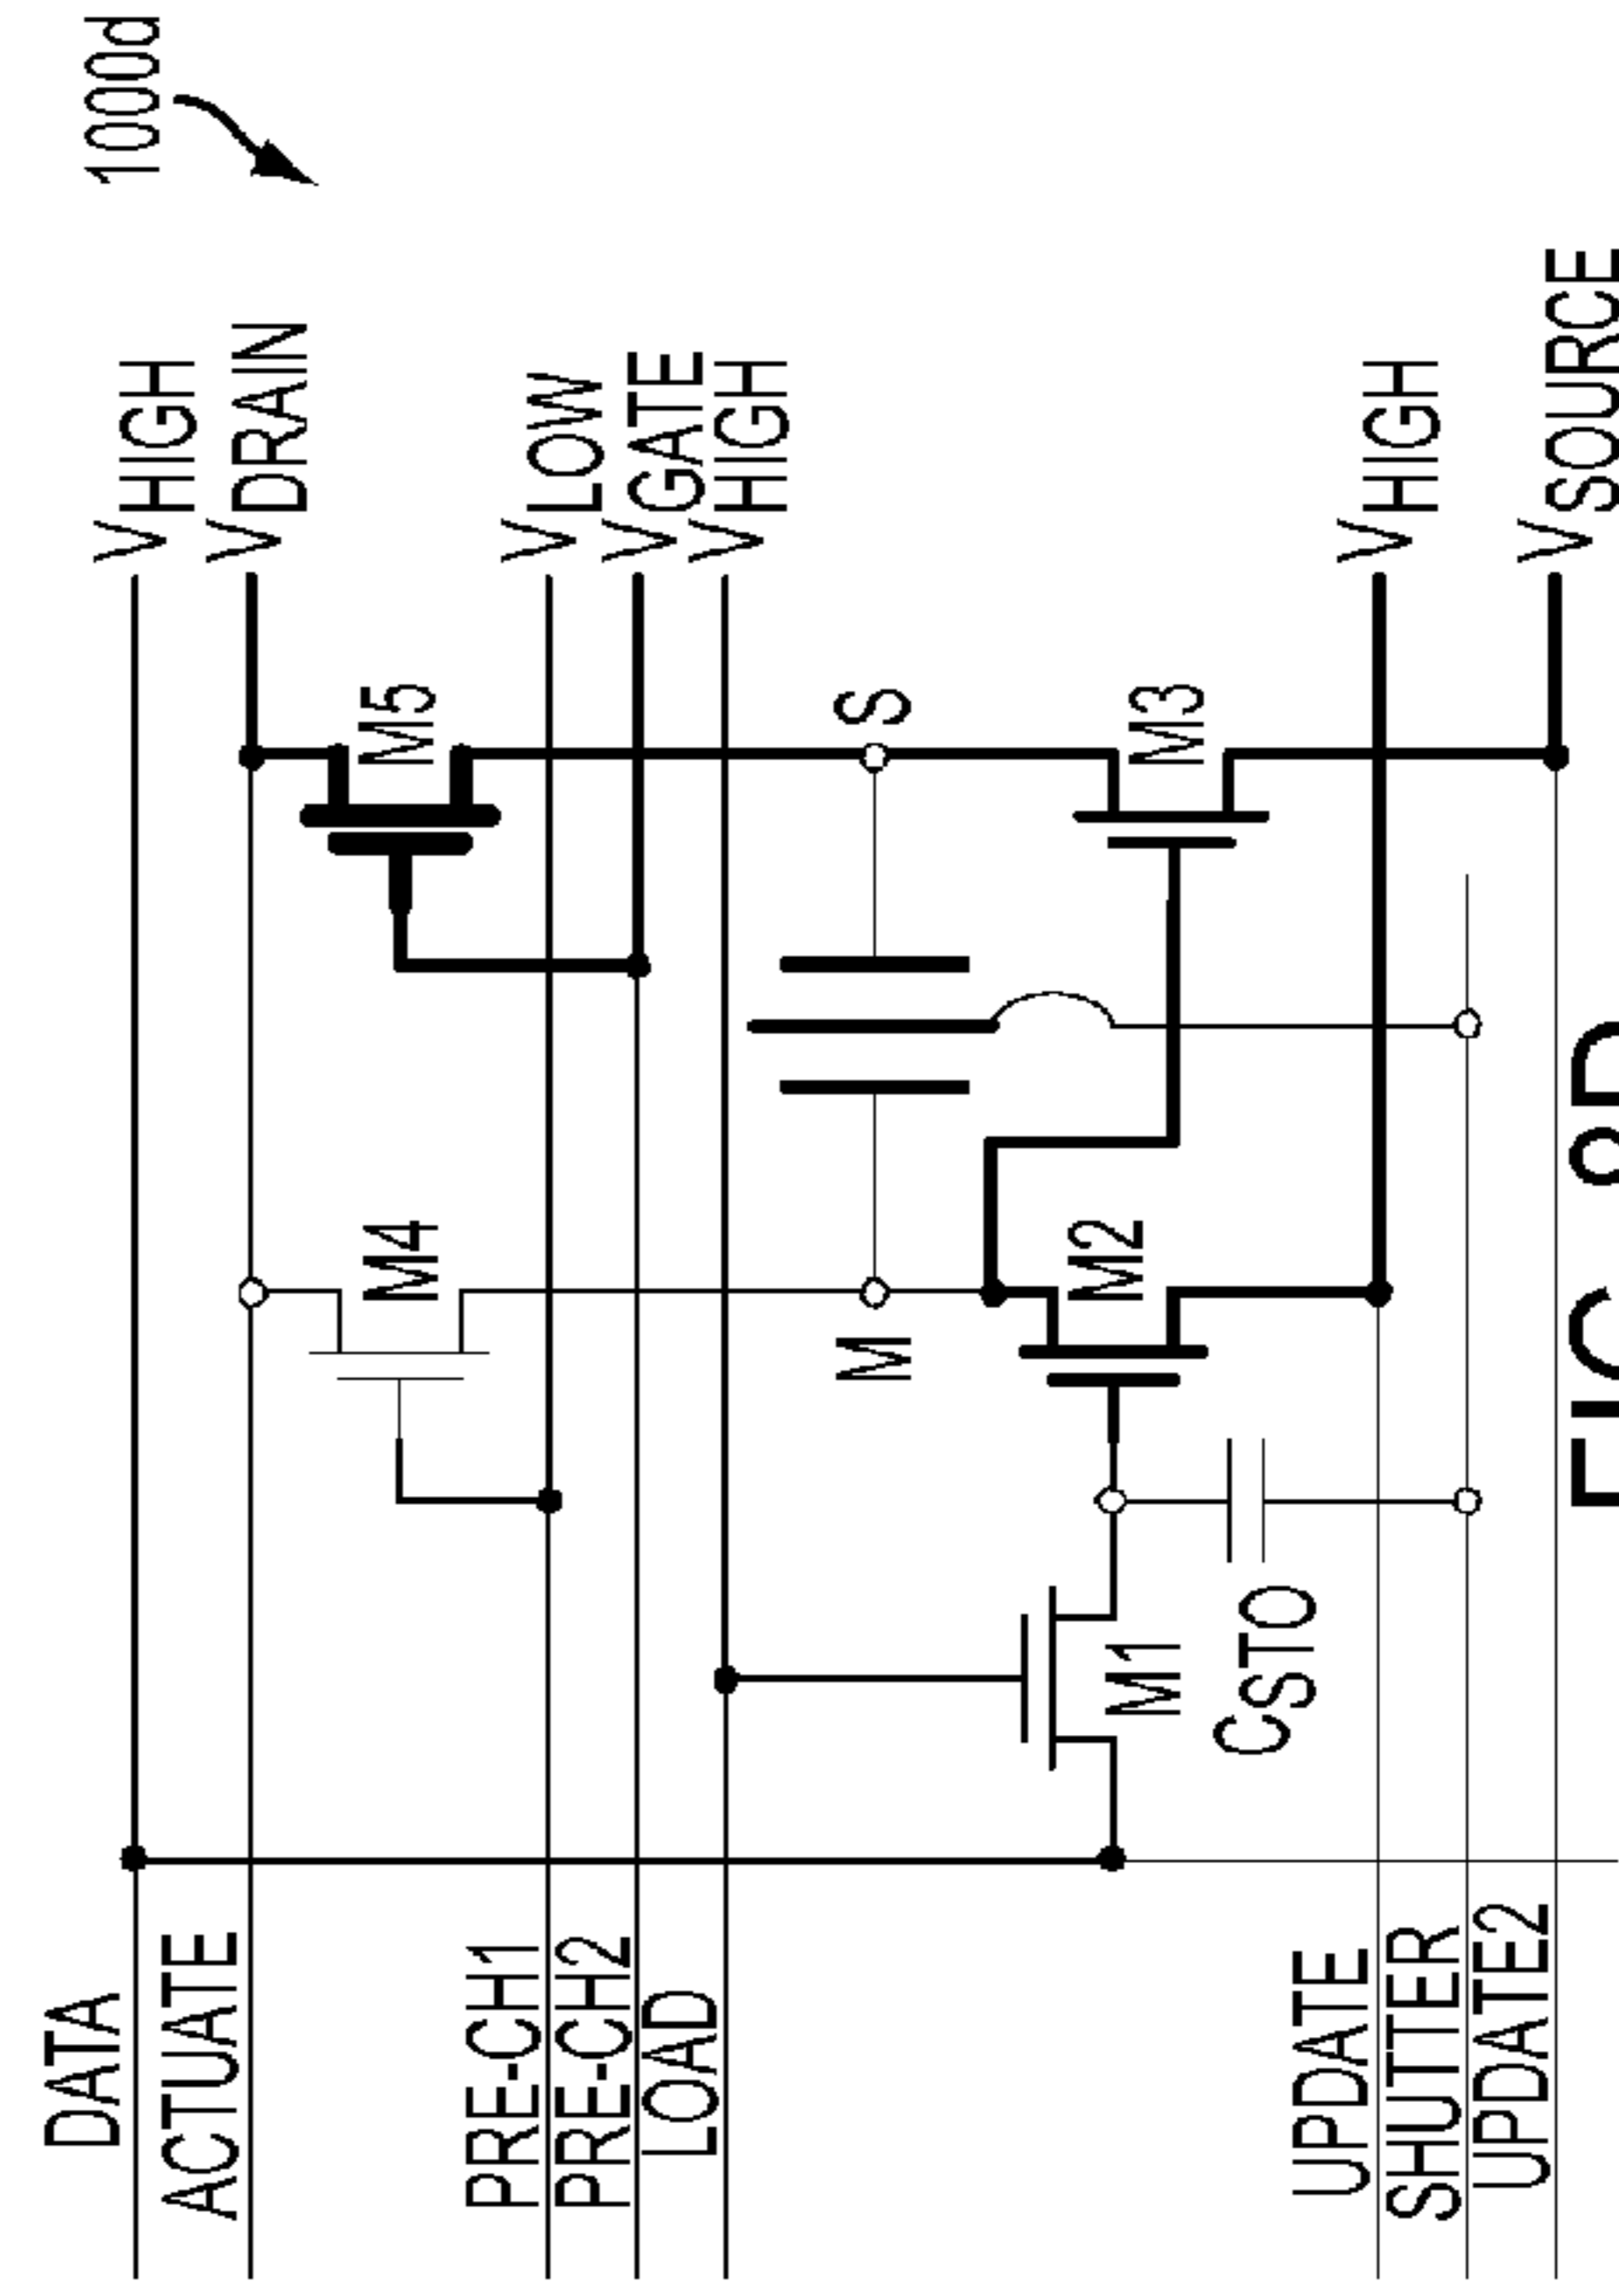 1000d
DATA
VHIGH
ACTUATE
VDRAIN
M4
M5
PRE-CH1
VLOW
PRE-CH2
VGATE
LOAD
VHIGH
M
S
M1
M2
M3
CSTO
UPDATE
VHIGH
SHUTTER
UPDATE2
VSOURCE